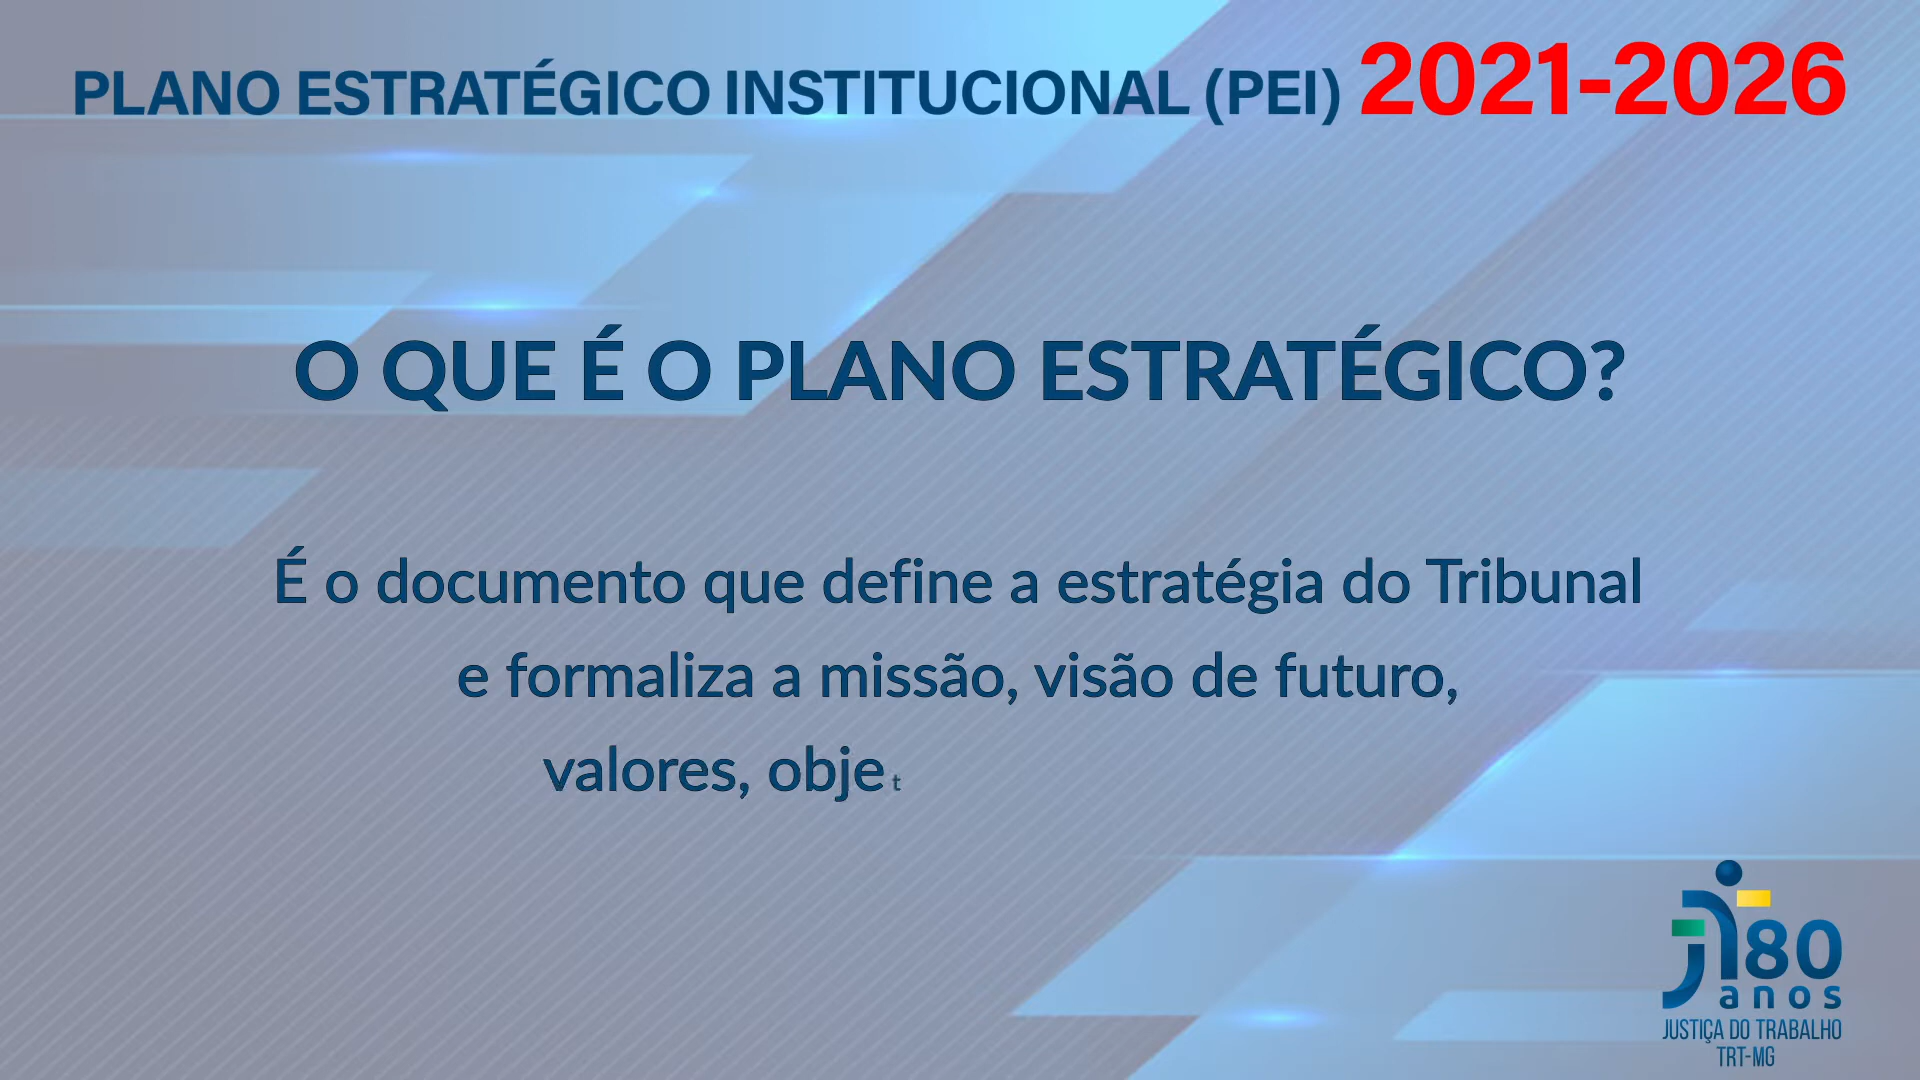 PLANO ESTRATÉGICO INSTITUCIONAL (PEI) 2021-2026
O QUE É O PLANO ESTRATÉGICO?
É o documento que define a estratégia do Tribunal
e formaliza a missão, visão de futuro,
valores, objet
80
anos
JUSTIÇA DO TRABALHO
TRT-MG